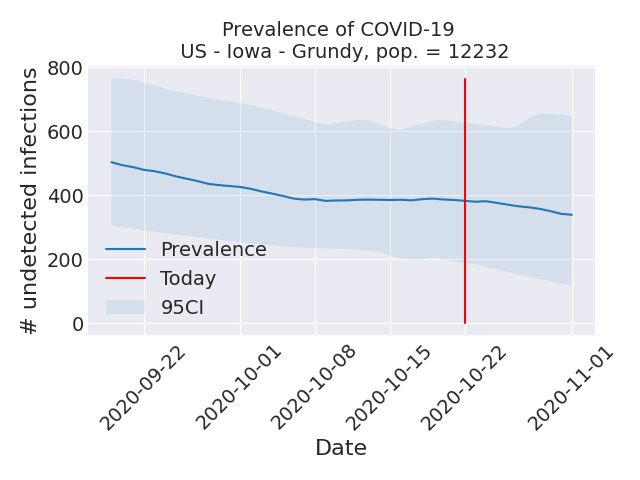 Prevalence of COVID-19
US - Iowa - Grundy, pop. = 12232
# undetected infections
800
600
400
200
0
Prevalence
Today
95CI
2020-09-22
2020-10-01
2020-10-08
2020-10-15
2020-10-22
2020-11-01
Date